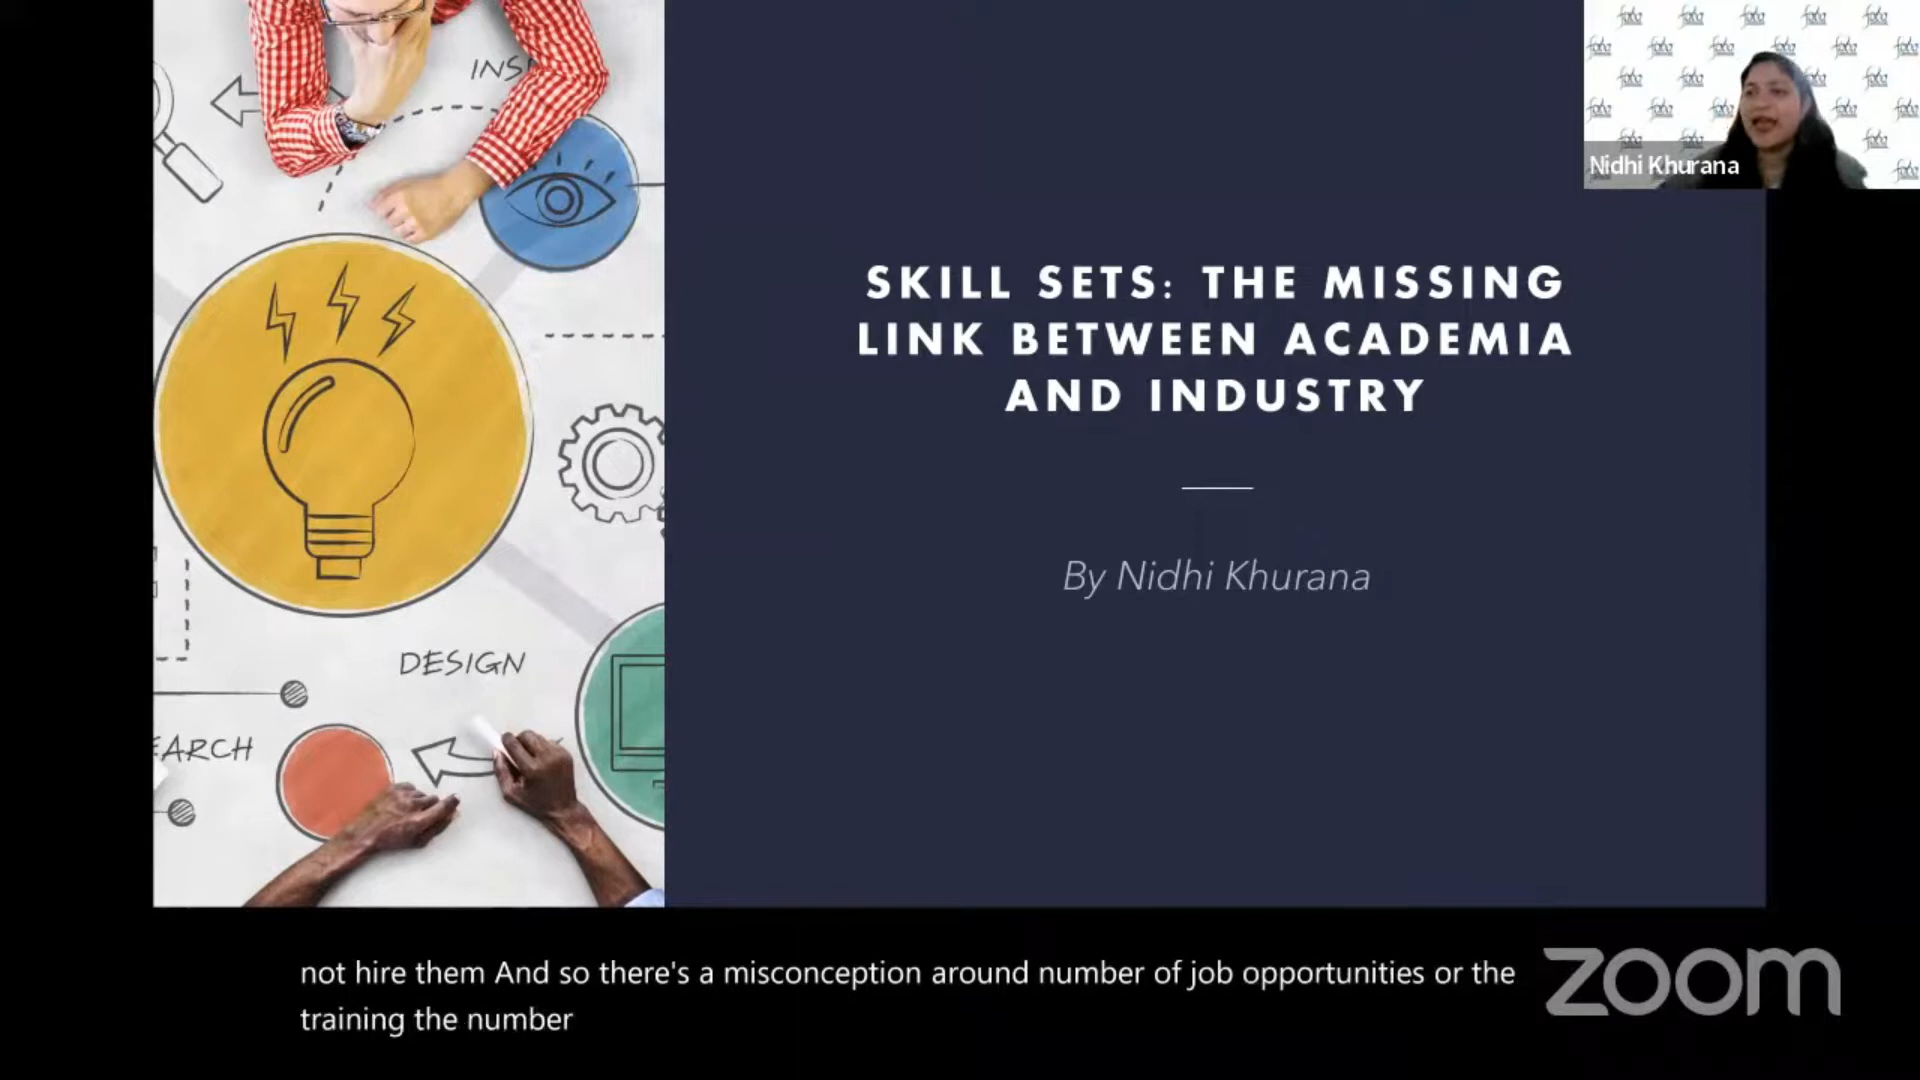 INS
Nidhi Khurana
SKILL SETS: THE MISSING
LINK BETWEEN ACADEMIA
AND INDUSTRY
By Nidhi Khurana
DESIGN
EARCH
not hire them And so there's a misconception around number of job opportunities or the
training the number
zoom